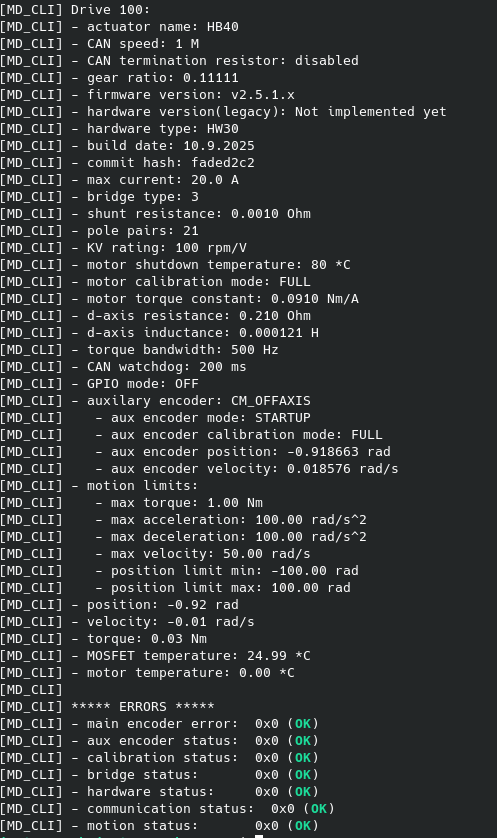 [MD_CLI] Drive 100:
[MD_CLI] - actuator name: HB40
[MD_CLI] - CAN speed: 1 M
[MD_CLI] - CAN termination resistor: disabled
[MD_CLI] - gear ratio: 0.11111
[MD_CLI] - firmware version: v2.5.1.x
[MD_CLI] - hardware version(legacy): Not implemented yet
[MD_CLI] - hardware type: HW30
[MD_CLI] - build date: 10.9.2025
[MD_CLI] - commit hash: faded2c2
[MD_CLI] - max current: 20.0 A
[MD_CLI] - bridge type: 3
[MD_CLI] - shunt resistance: 0.0010 Ohm
[MD_CLI] - pole pairs: 21
[MD_CLI] - KV rating: 100 rpm/V
[MD_CLI] - motor shutdown temperature: 80 *C
[MD_CLI] - motor calibration mode: FULL
[MD_CLI] - motor torque constant: 0.0910 Nm/A
[MD_CLI] - d-axis resistance: 0.210 Ohm
[MD_CLI] - d-axis inductance: 0.000121 H
[MD_CLI] - torque bandwidth: 500 Hz
[MD_CLI] - CAN watchdog: 200 ms
[MD_CLI] - GPIO mode: OFF
[MD_CLI] - auxilary encoder: CM_OFFAXIS
[MD_CLI]    - aux encoder mode: STARTUP
[MD_CLI]    - aux encoder calibration mode: FULL
[MD_CLI]    - aux encoder position: -0.918663 rad
[MD_CLI]    - aux encoder velocity: 0.018576 rad/s
[MD_CLI] - motion limits:
[MD_CLI]    - max torque: 1.00 Nm
[MD_CLI]    - max acceleration: 100.00 rad/s^2
[MD_CLI]    - max deceleration: 100.00 rad/s^2
[MD_CLI]    - max velocity: 50.00 rad/s
[MD_CLI]    - position limit min: -100.00 rad
[MD_CLI]    - position limit max: 100.00 rad
[MD_CLI] - position: -0.92 rad
[MD_CLI] - velocity: -0.01 rad/s
[MD_CLI] - torque: 0.03 Nm
[MD_CLI] - MOSFET temperature: 24.99 *C
[MD_CLI] - motor temperature: 0.00 *C
[MD_CLI]
[MD_CLI] ***** ERRORS *****
[MD_CLI] - main encoder error:  0x0 (OK)
[MD_CLI] - aux encoder status:  0x0 (OK)
[MD_CLI] - calibration status:  0x0 (OK)
[MD_CLI] - bridge status:       0x0 (OK)
[MD_CLI] - hardware status:     0x0 (OK)
[MD_CLI] - communication status:  0x0 (OK)
[MD_CLI] - motion status:       0x0 (OK)